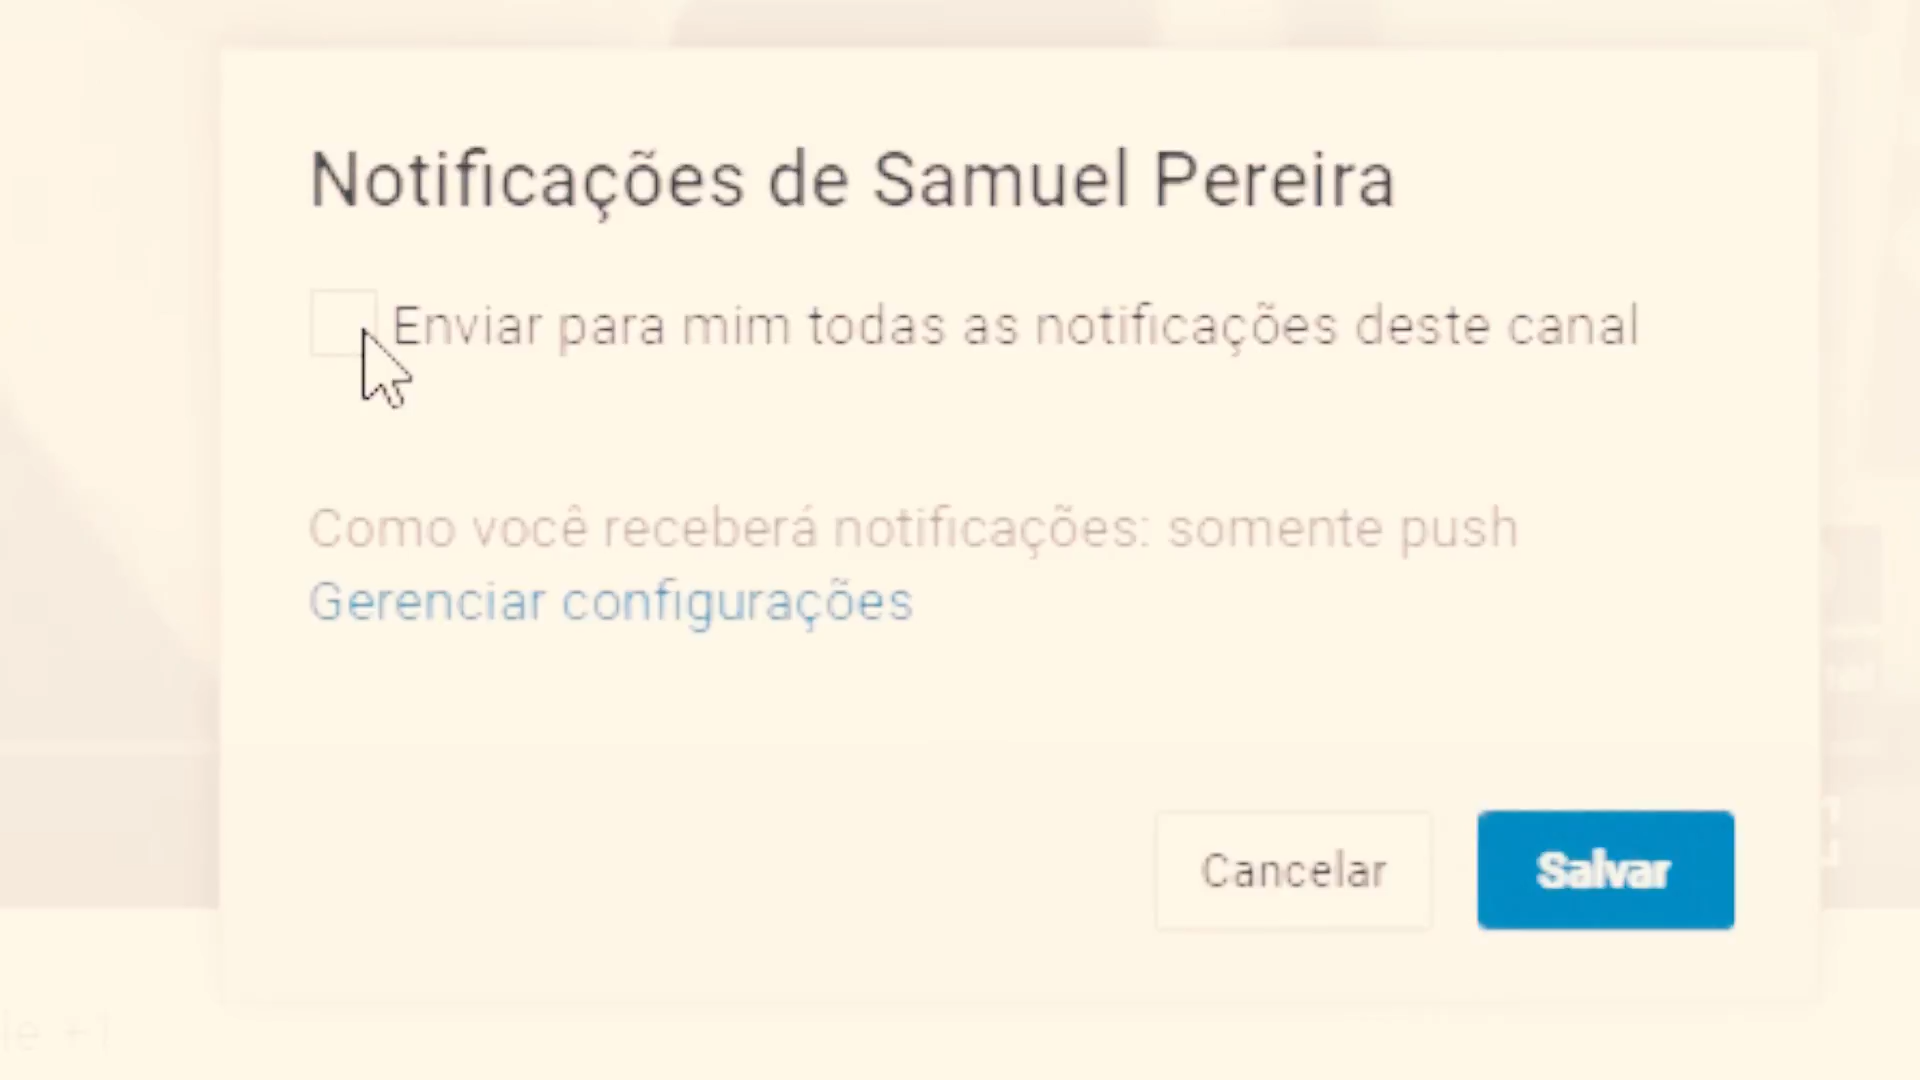 Notificações de Samuel Pereira
Enviar para mim todas as notificações deste canal
Como você receberá notificações: somente push
Gerenciar configurações
Cancelar
Salvar